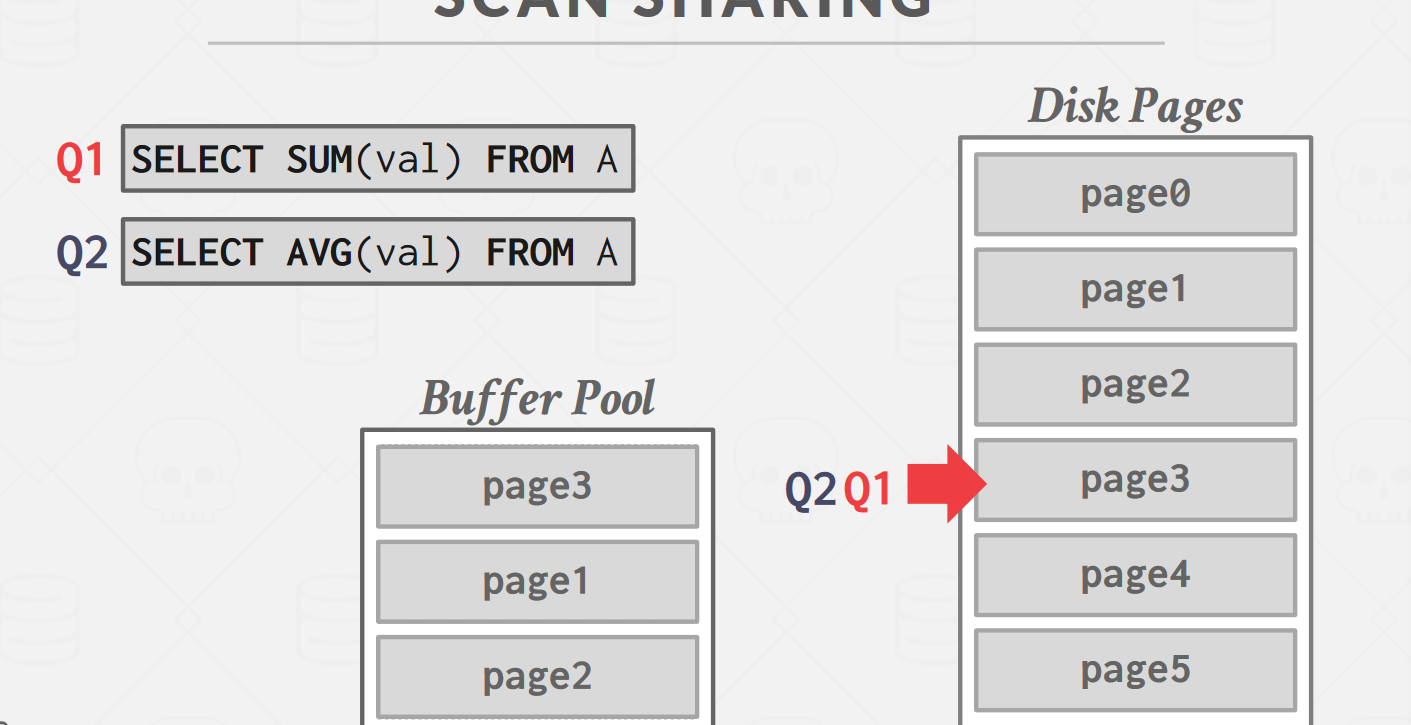 SCAN SHARING
Disk Pages
Q1 SELECT SUM(val) FROM A
page0
Q2 SELECT AVG(val) FROM A
page1
page2
Buffer Pool
page3
Q2 Q1
page3
page1
page4
page2
page5